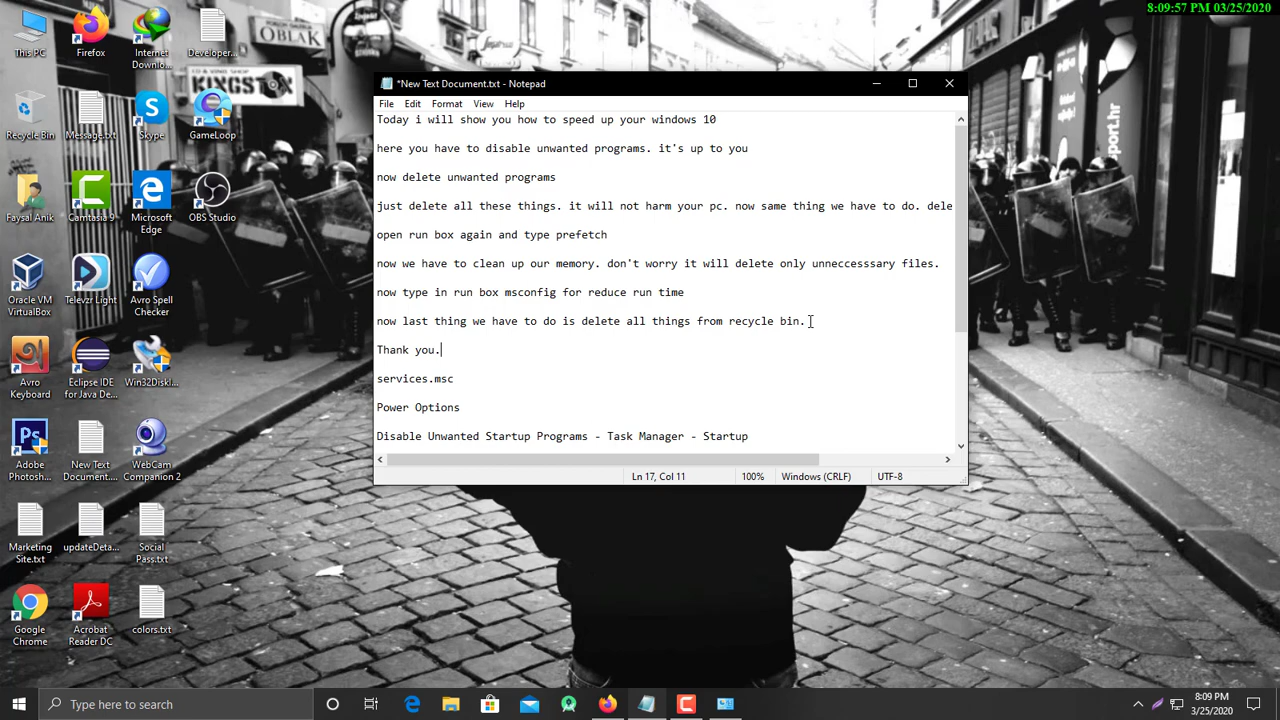 8:09:57 PM 03/25/2020
This PC
Firefox
Internet Downlo...
Developer...
Recycle Bin
Message.txt
Skype
GameLoop
Faysal Anik
Camtasia 9
Microsoft Edge
OBS Studio
Oracle VM VirtualBox
Televzr Light
Avro Spell Checker
Avro Keyboard
Eclipse IDE for Java De...
Win32Diskl...
Adobe Photosh...
New Text Document....
WebCam Companion 2
Marketing Site.txt
updateDeta...
Social Pass.txt
Google Chrome
Acrobat Reader DC
colors.txt
OBLAK
KINGSTON
sport.hr
*New Text Document.txt - Notepad
File Edit Format View Help
Today i will show you how to speed up your windows 10
here you have to disable unwanted programs. it's up to you
now delete unwanted programs
just delete all these things. it will not harm your pc. now same thing we have to do. dele
open run box again and type prefetch
now we have to clean up our memory. don't worry it will delete only unneccesssary files.
now type in run box msconfig for reduce run time
now last thing we have to do is delete all things from recycle bin.
Thank you.
services.msc
Power Options
Disable Unwanted Startup Programs - Task Manager - Startup
Ln 17, Col 11 100% Windows (CRLF) UTF-8
Type here to search
8:09 PM
3/25/2020